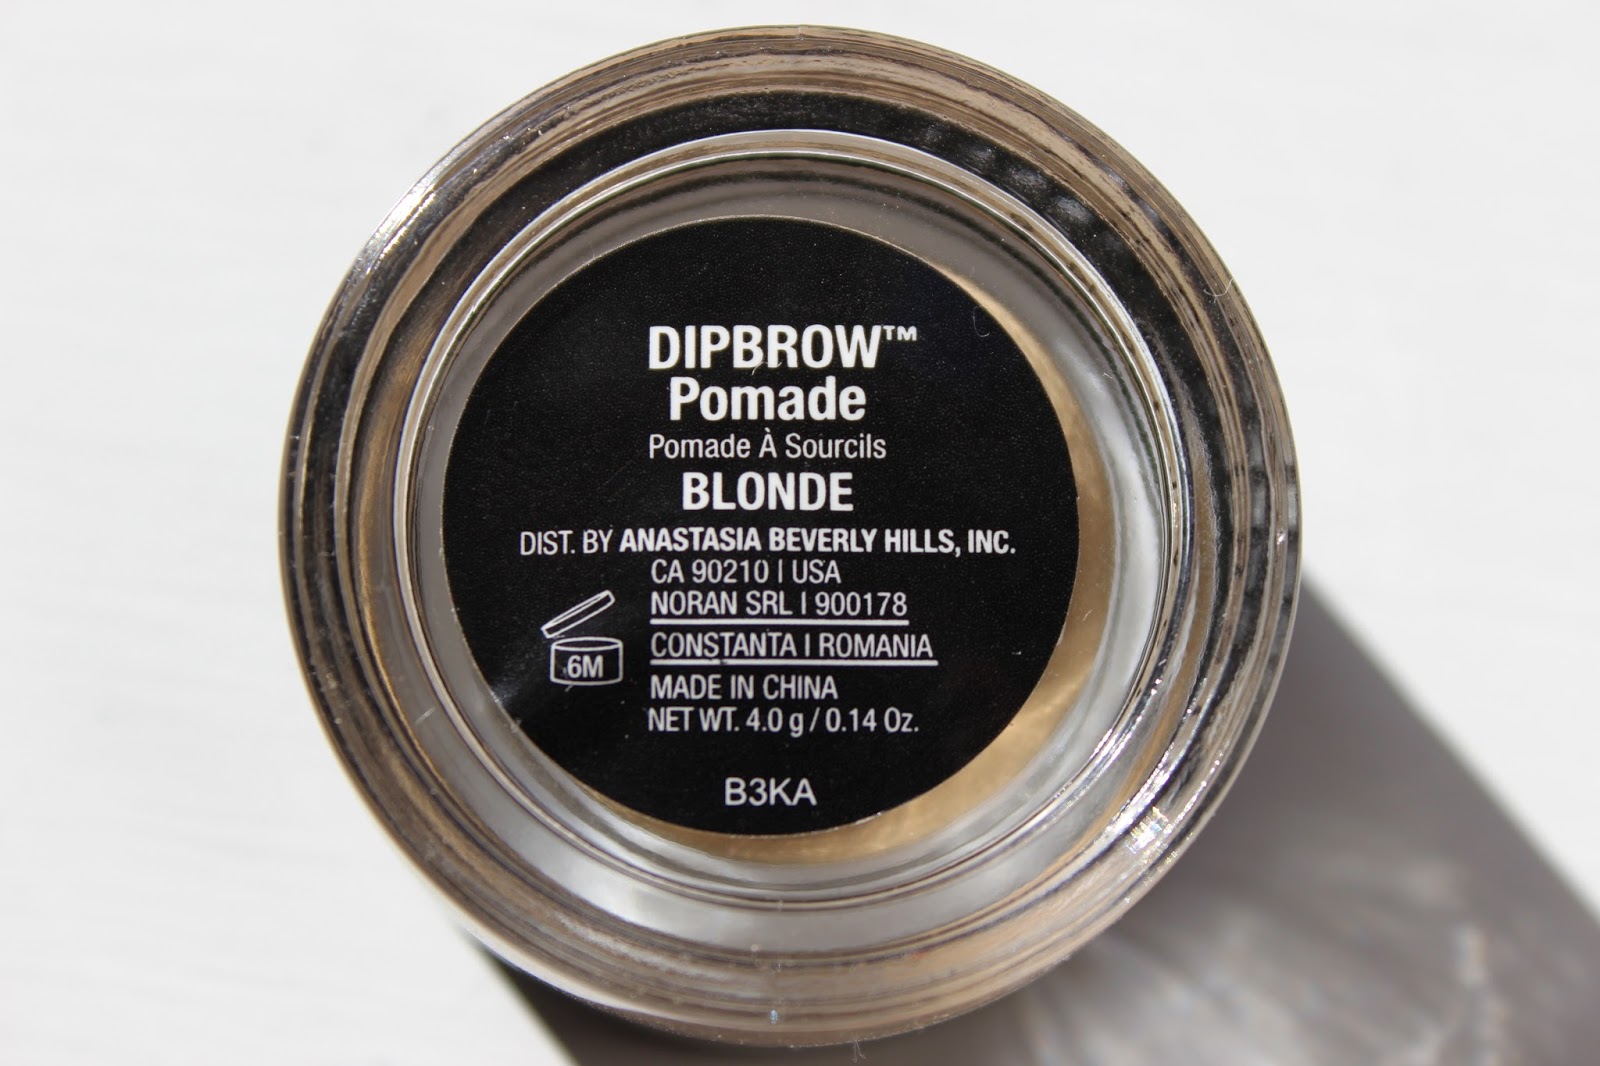 DIPBROW™
Pomade
Pomade À Sourcils
BLONDE
DIST. BY ANASTASIA BEVERLY HILLS, INC.
CA 90210 | USA
NORAN SRL | 900178
CONSTANTA | ROMANIA
6M
MADE IN CHINA
NET WT. 4.0 g / 0.14 Oz.
B3KA